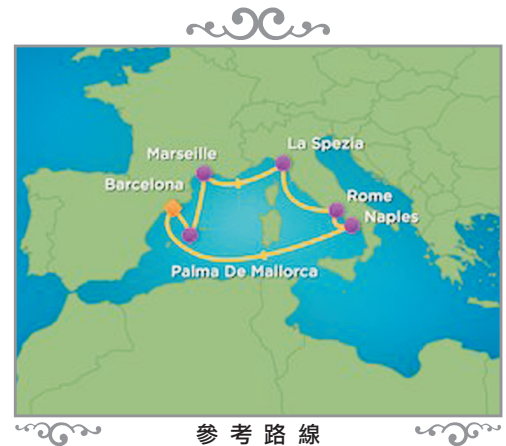 La Spezia
Marseille
Barcelona
Rome
Naples
Palma De Mallorca
參考路線